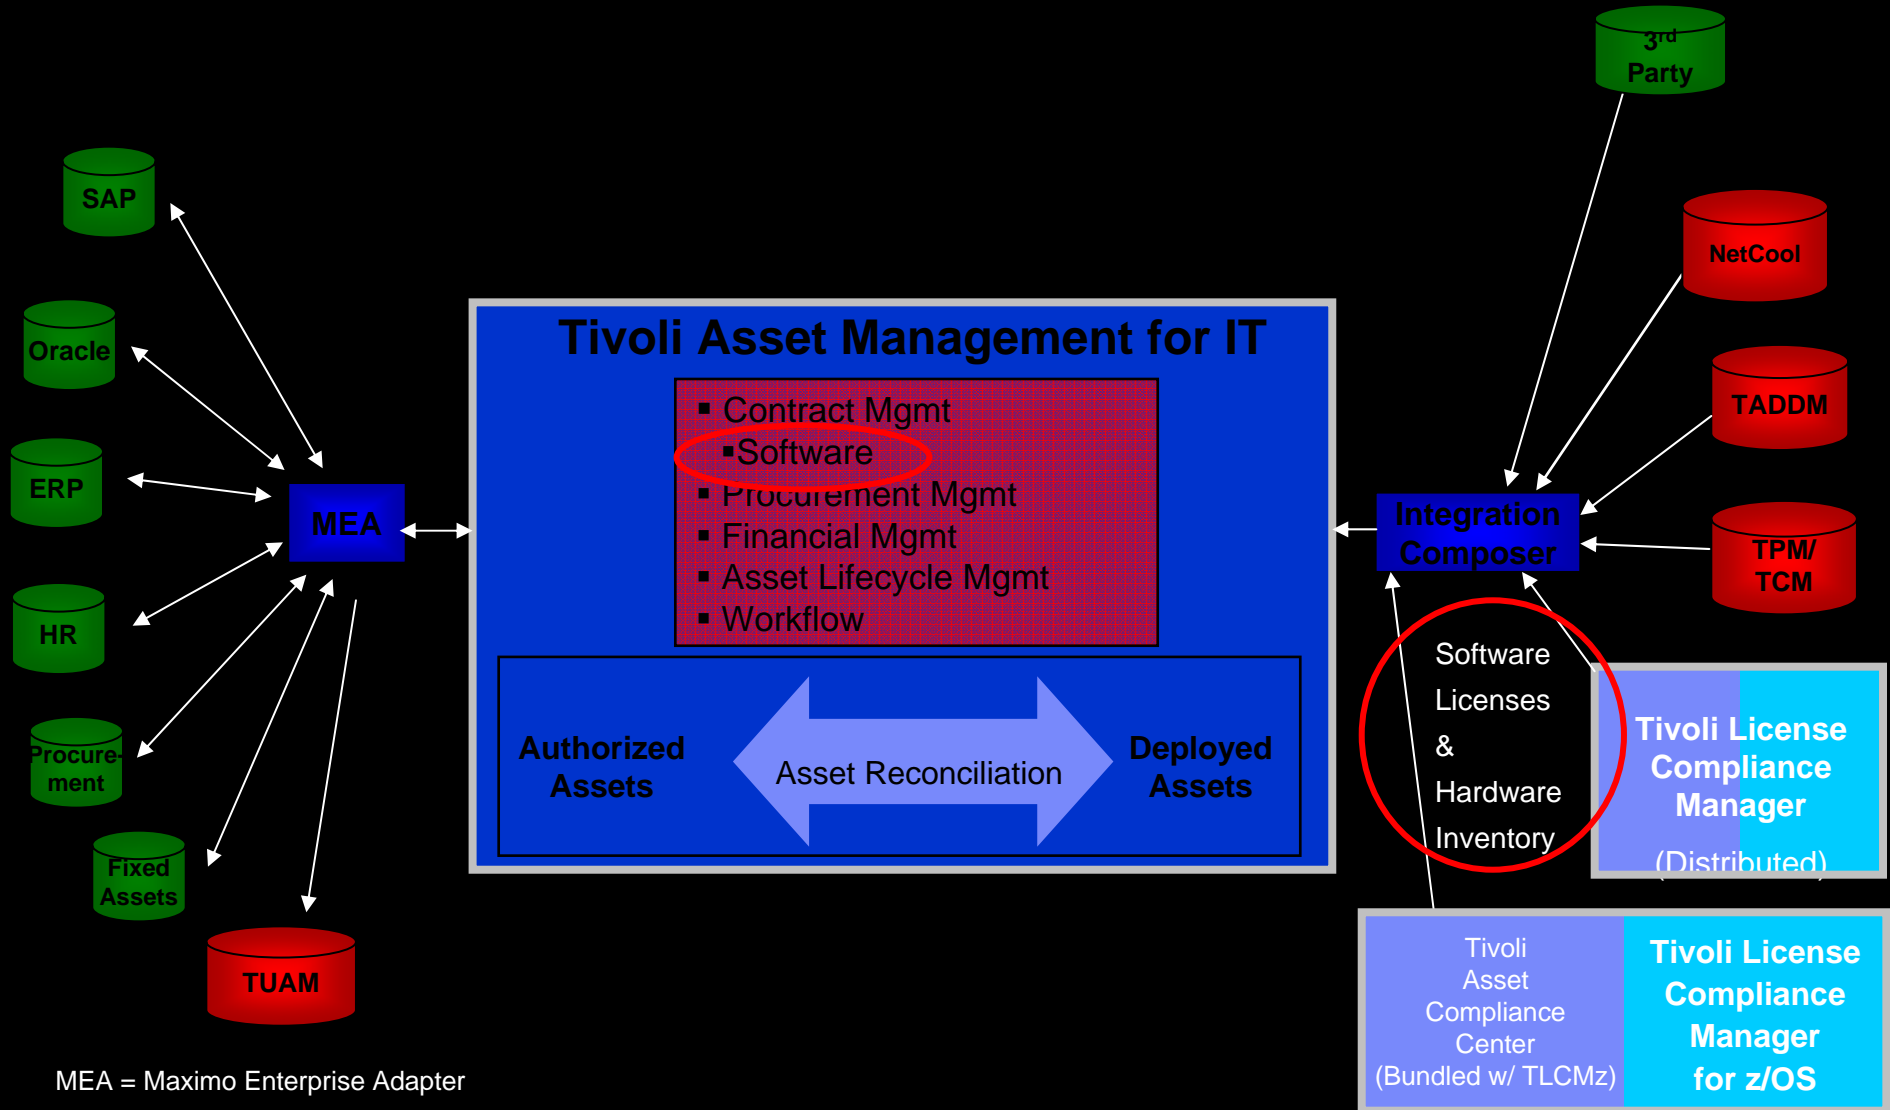 3rd
Party
SAP
NetCool
Oracle
Tivoli Asset Management for IT
TADDM
▪ Contract Mgmt
▪Software
▪ Procurement Mgmt
▪ Financial Mgmt
▪ Asset Lifecycle Mgmt
▪ Workflow
ERP
MEA
Integration
Composer
TPM/
TCM
HR
Software
Licenses
&
Hardware
Inventory
Tivoli License
Compliance
Manager
(Distributed)
Procure-
ment
Authorized
Assets
Asset Reconciliation
Deployed
Assets
Fixed
Assets
TUAM
Tivoli
Asset
Compliance
Center
(Bundled w/ TLCMz)
Tivoli License
Compliance
Manager
for z/OS
MEA = Maximo Enterprise Adapter